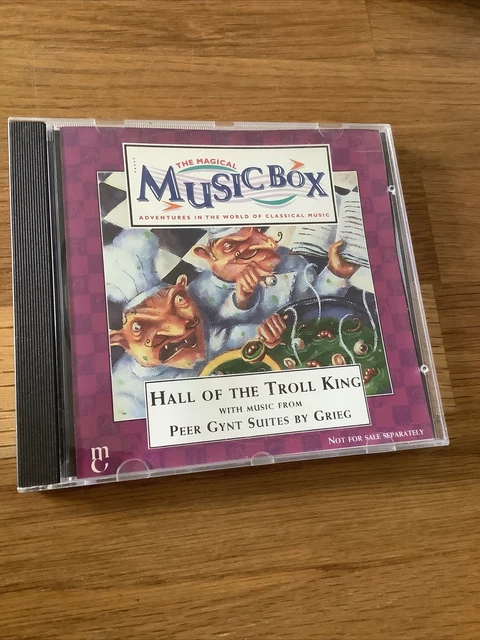 THE MAGICAL
MUSIC BOX
ADVENTURES IN THE WORLD OF CLASSICAL MUSIC
HALL OF THE TROLL KING
WITH MUSIC FROM
PEER GYNT SUITES BY GRIEG
NOT FOR SALE SEPARATELY
mc